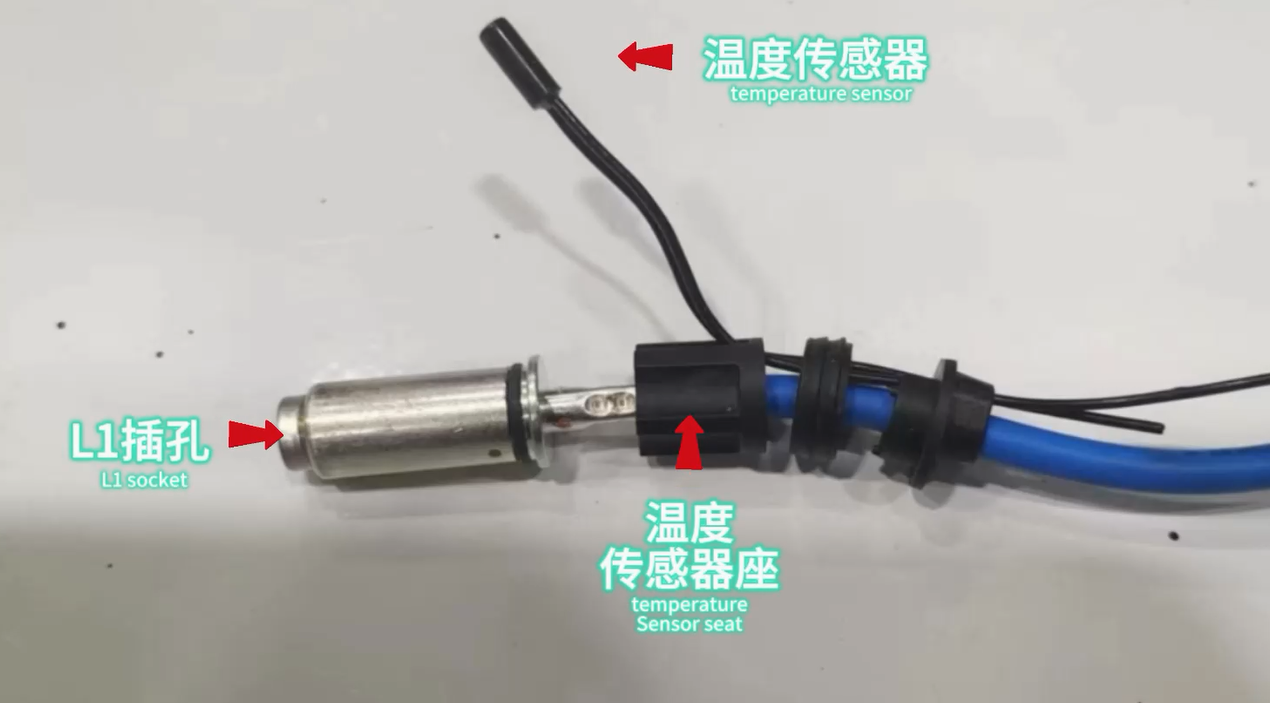 温度传感器
temperature sensor
L1插孔
L1 socket
温度
传感器座
temperature
Sensor seat